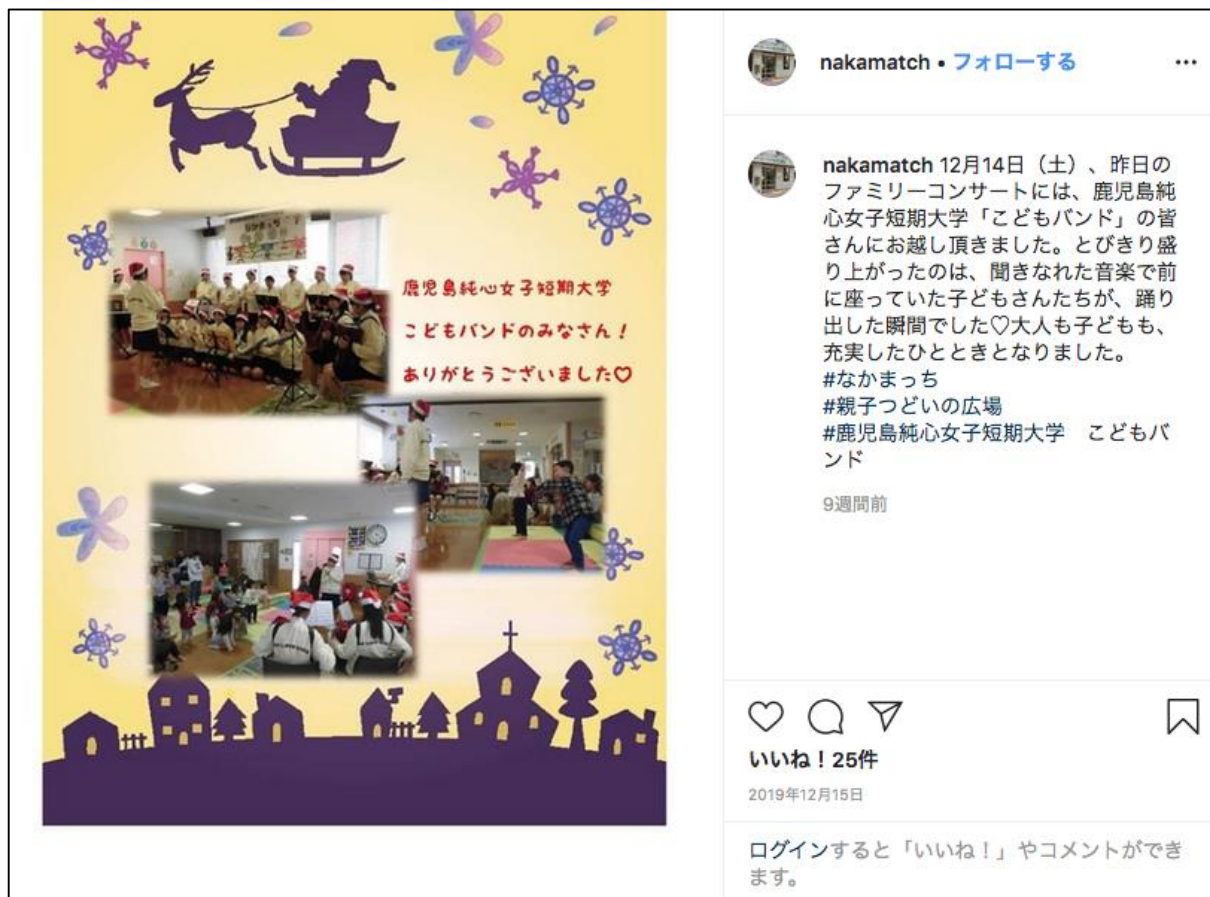 鹿児島純心女子短期大学
こどもバンドのみなさん!
ありがとうございました♡
nakamatch • フォローする
nakamatch 12月14日(土)、昨日の
ファミリーコンサートには、鹿児島純
心女子短期大学「こどもバンド」の皆
さんにお越し頂きました。とびきり盛
り上がったのは、聞きなれた音楽で前
に座っていた子どもさんたちが、踊り
出した瞬間でした♡大人も子どもも、
充実したひとときとなりました。
#なかまっち
#親子つどいの広場
#鹿児島純心女子短期大学 こどもバ
ンド
9週間前
いいね!25件
2019年12月15日
ログインすると「いいね!」やコメントができ
ます。